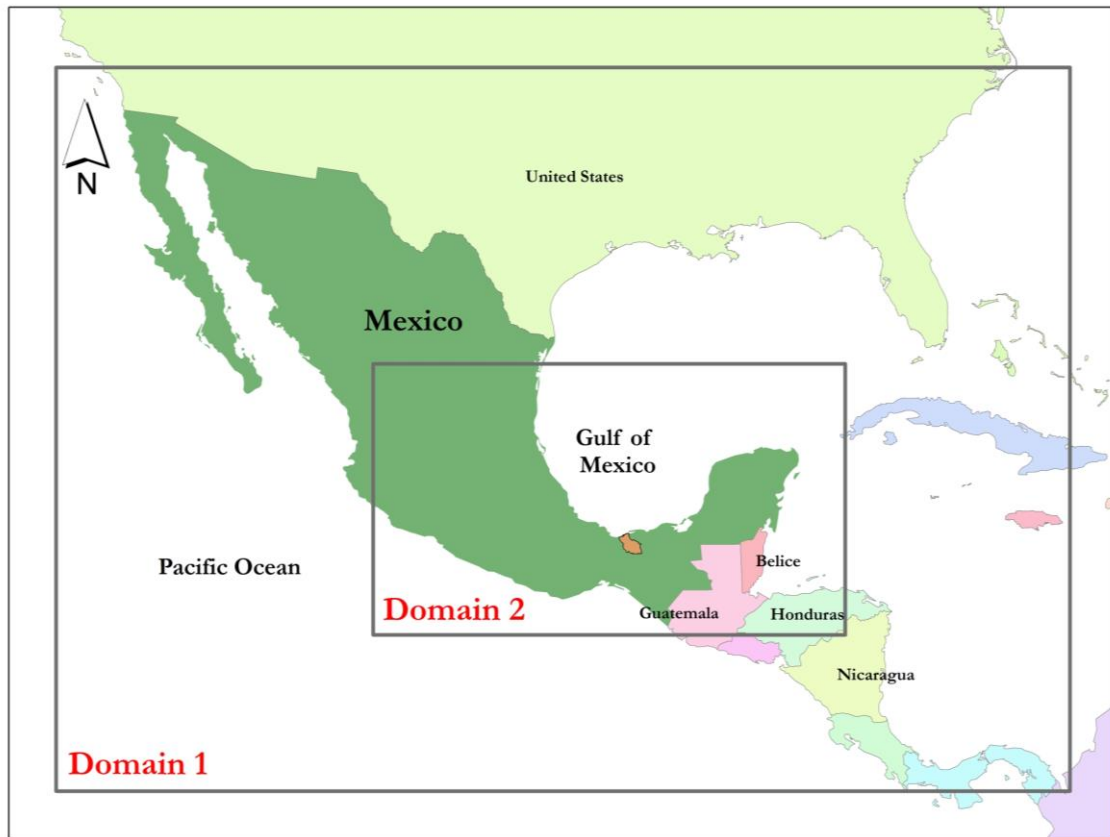 N
United States
Mexico
Gulf of
Mexico
Pacific Ocean
Belice
Domain 2
Guatemala
Honduras
Nicaragua
Domain 1